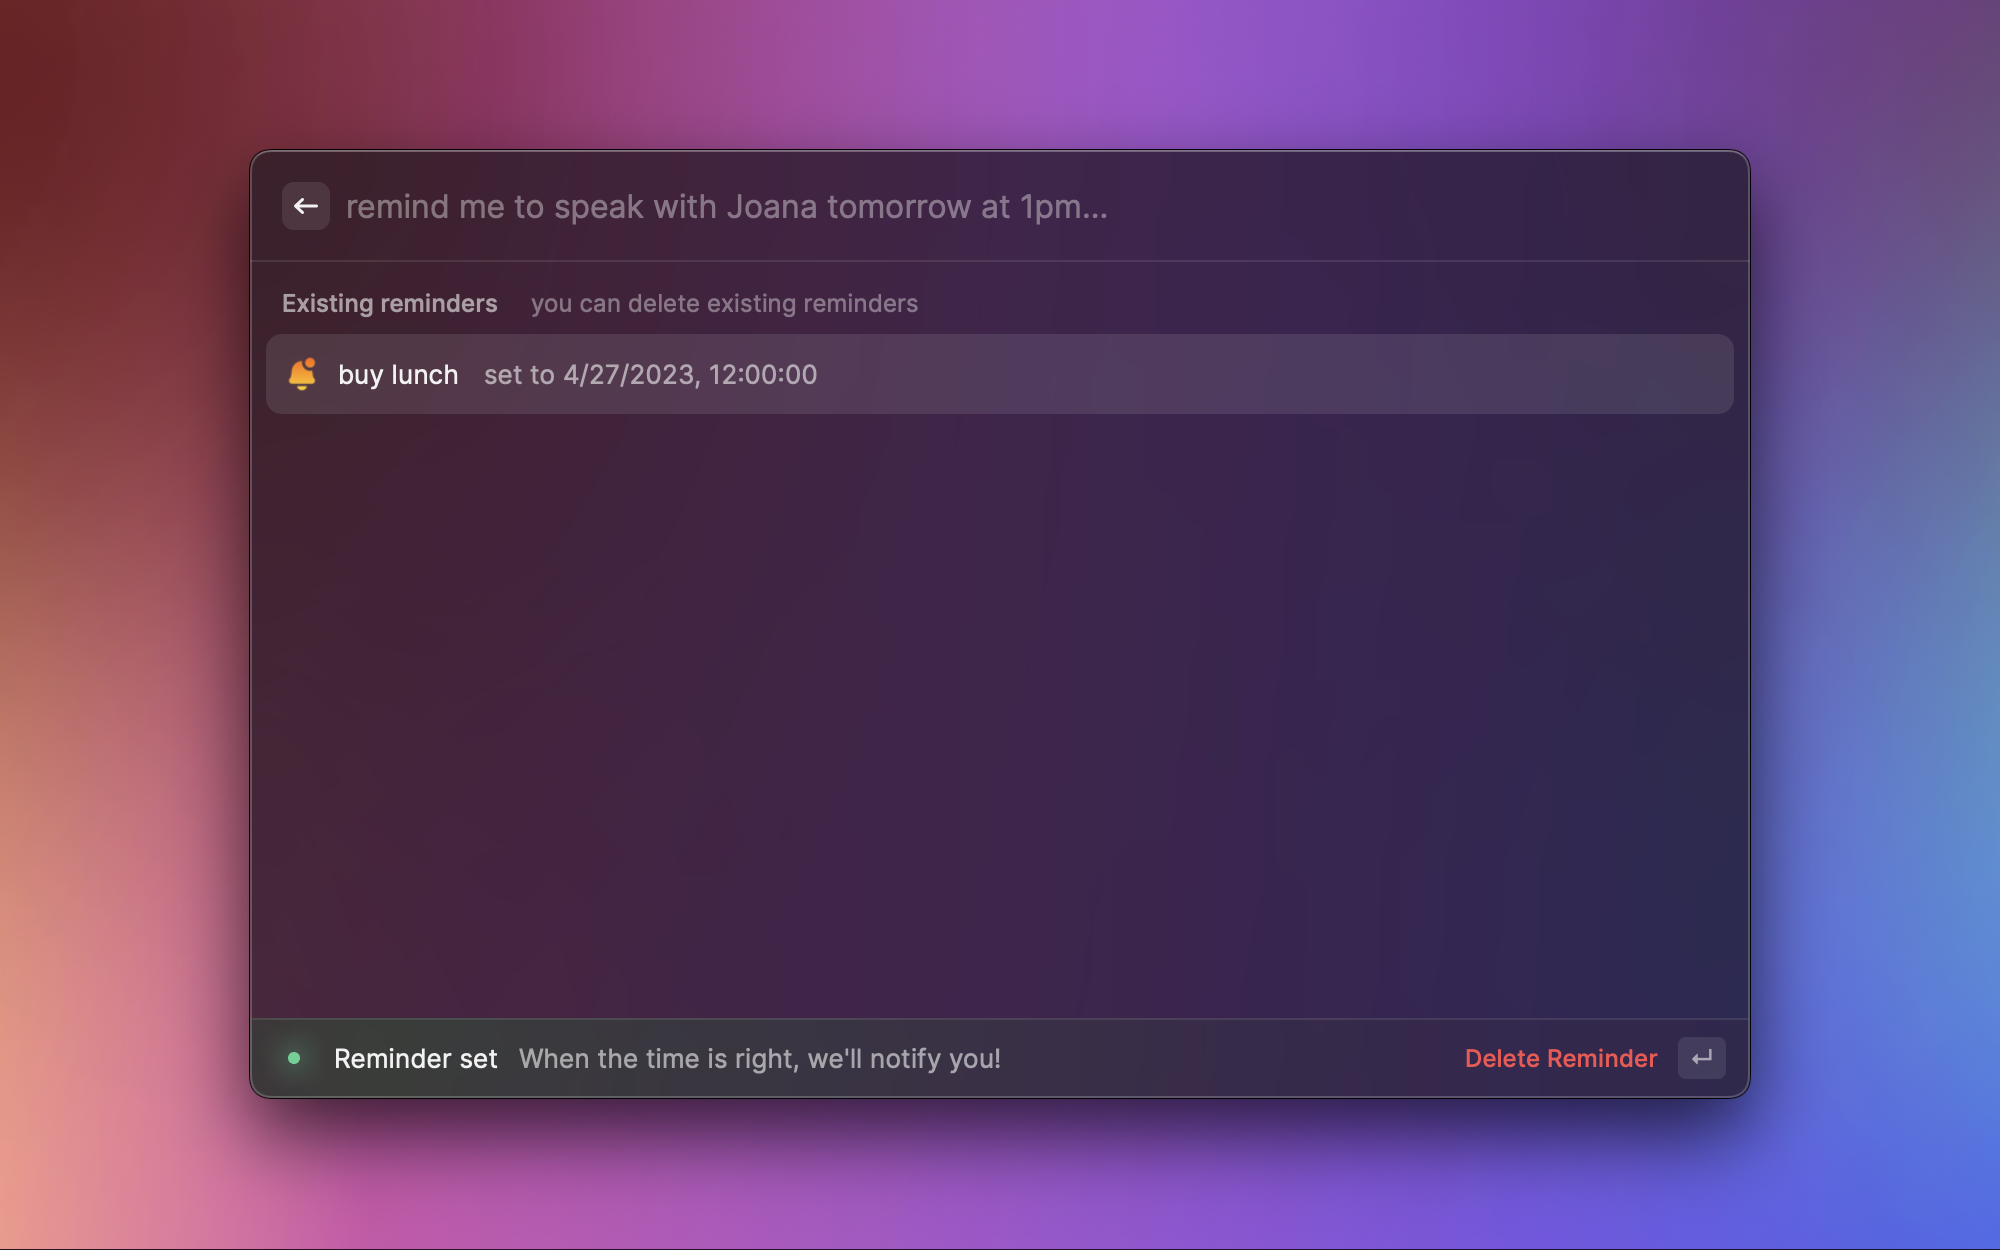 remind me to speak with Joana tomorrow at 1pm...
Existing reminders you can delete existing reminders
buy lunch set to 4/27/2023, 12:00:00
Reminder set When the time is right, we'll notify you! Delete Reminder